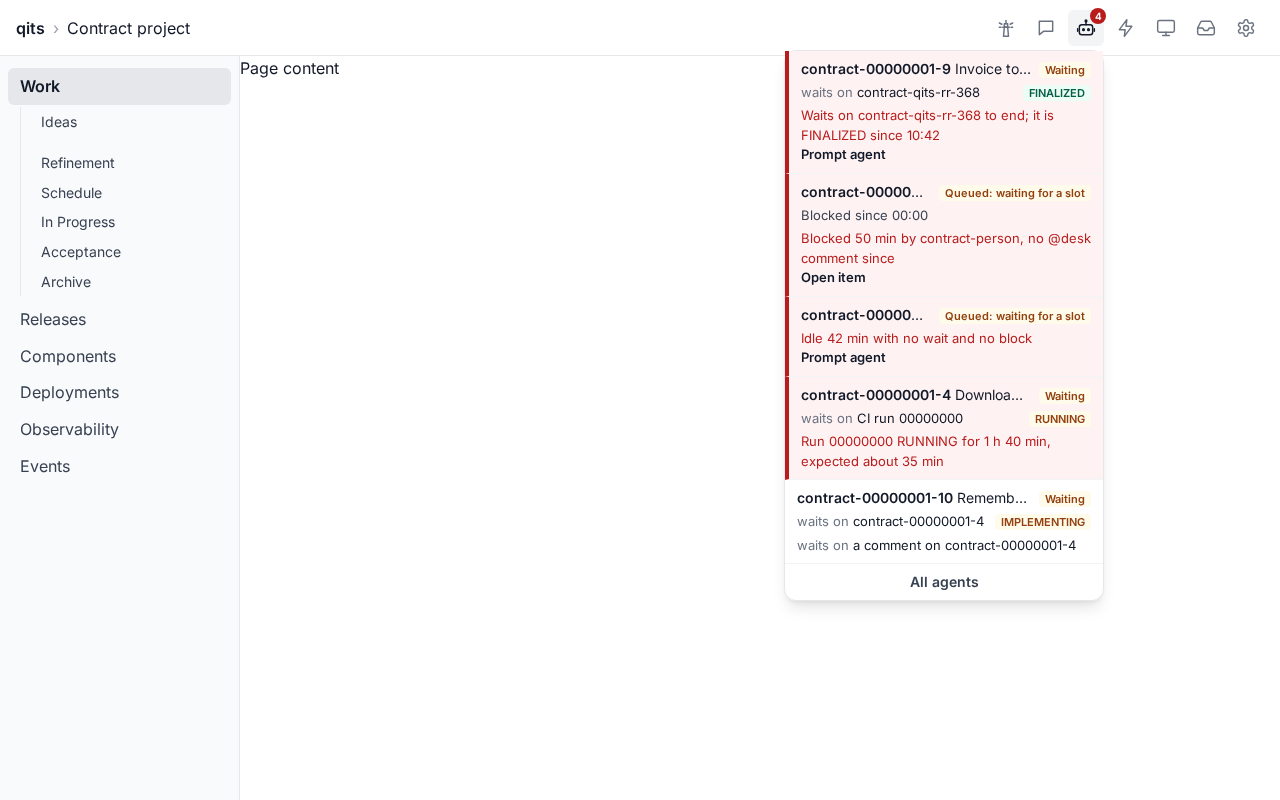 qits › Contract project
4
Work
Ideas
Refinement
Schedule
In Progress
Acceptance
Archive
Releases
Components
Deployments
Observability
Events
Page content
contract-00000001-9 Invoice to... Waiting
waits on contract-qits-rr-368 FINALIZED
Waits on contract-qits-rr-368 to end; it is
FINALIZED since 10:42
Prompt agent
contract-00000... Queued: waiting for a slot
Blocked since 00:00
Blocked 50 min by contract-person, no @desk
comment since
Open item
contract-00000... Queued: waiting for a slot
Idle 42 min with no wait and no block
Prompt agent
contract-00000001-4 Downloa... Waiting
waits on CI run 00000000 RUNNING
Run 00000000 RUNNING for 1 h 40 min,
expected about 35 min
contract-00000001-10 Rememb... Waiting
waits on contract-00000001-4 IMPLEMENTING
waits on a comment on contract-00000001-4
All agents